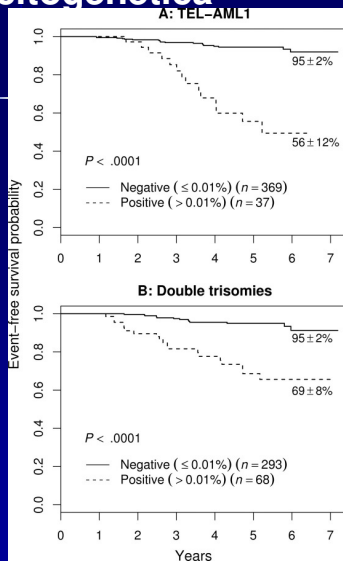 citogenetica
A: TEL−AML1
1.0
0.8
0.6
0.4
0.2
0.0
95±2%
56±12%
P < .0001
Negative (≤0.01%) (n=369)
Positive (>0.01%) (n=37)
0 1 2 3 4 5 6 7
Event−free survival probability
B: Double trisomies
1.0
0.8
0.6
0.4
0.2
0.0
95±2%
69±8%
P < .0001
Negative (≤0.01%) (n=293)
Positive (>0.01%) (n=68)
0 1 2 3 4 5 6 7
Years